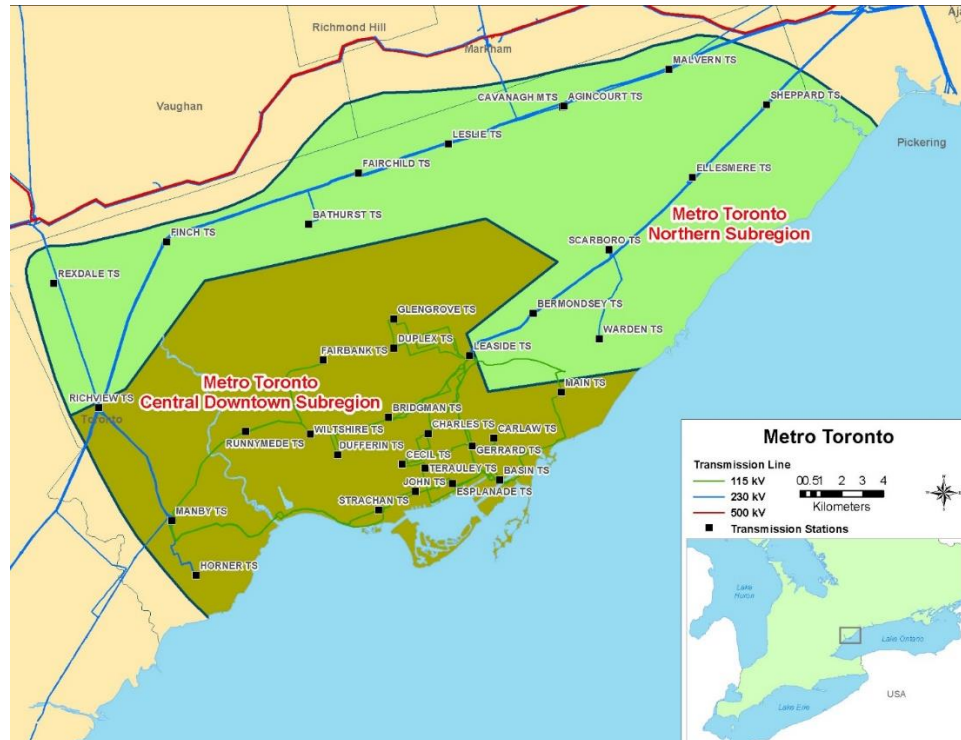 Richmond Hill
Aja
Markham
MALVERN TS
Vaughan
CAVANAGH MTS
AGINCOURT TS
SHEPPARD TS
LESLIE TS
Pickering
FAIRCHILD TS
ELLESMERE TS
BATHURST TS
Metro Toronto
Northern Subregion
FINCH TS
SCARBORO TS
REXDALE TS
BERMONDSEY TS
GLENGROVE TS
WARDEN TS
DUPLEX TS
LEASIDE TS
FAIRBANK TS
MAIN TS
Metro Toronto
Central Downtown Subregion
RICHVIEW TS
Toronto
BRIDGMAN TS
WILTSHIRE TS
CHARLES TS
CARLAW TS
RUNNYMEDE TS
DUFFERIN TS
GERRARD TS
CECIL TS
TERAULEY TS
BASIN TS
JOHN TS
ESPLANADE TS
STRACHAN TS
MANBY TS
HORNER TS
Metro Toronto
Transmission Line
115 kV
230 kV
500 kV
Transmission Stations
00.51 2 3 4
Kilometers
Lake Huron
Lake Ontario
USA
Lake Erie